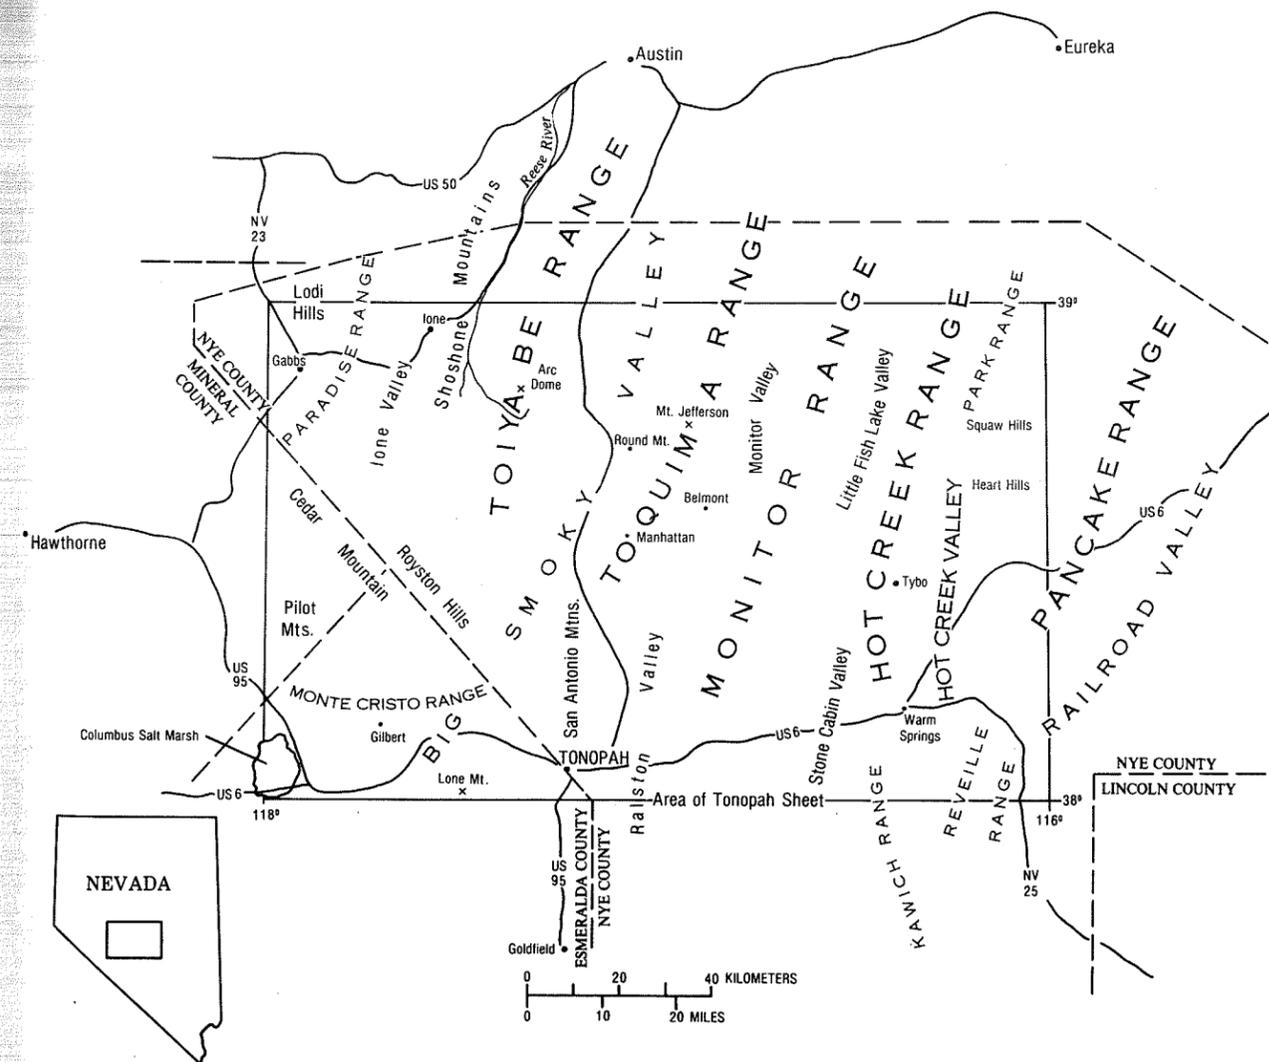 Austin
Eureka
Reese River
US 50
NV
23
Shoshone Mountains
TOIYABE RANGE
BIG SMOKY VALLEY
TOQUIMA RANGE
MONITOR RANGE
HOT CREEK RANGE
PARK RANGE
PANCAKE RANGE
Lodi
Hills
39º
PARADISE RANGE
Ione
Gabbs
NYE COUNTY
MINERAL
COUNTY
Ione Valley
Arc
Dome
Mt. Jefferson
Round Mt.
Monitor Valley
Little Fish Lake Valley
Squaw Hills
Heart Hills
Belmont
Manhattan
US 6
RAILROAD VALLEY
Hawthorne
Cedar
Mountain
Royston Hills
Tybo
HOT CREEK VALLEY
Pilot
Mts.
San Antonio Mtns.
US
95
MONTE CRISTO RANGE
Gilbert
Columbus Salt Marsh
Lone Mt.
TONOPAH
Ralston Valley
US 6
Stone Cabin Valley
Warm
Springs
REVEILLE
RANGE
KAWICH RANGE
NYE COUNTY
LINCOLN COUNTY
US 6
118º
Area of Tonopah Sheet
38º
116º
NEVADA
US
95
ESMERALDA COUNTY
NYE COUNTY
NV
25
Goldfield
0 20 40 KILOMETERS
0 10 20 MILES